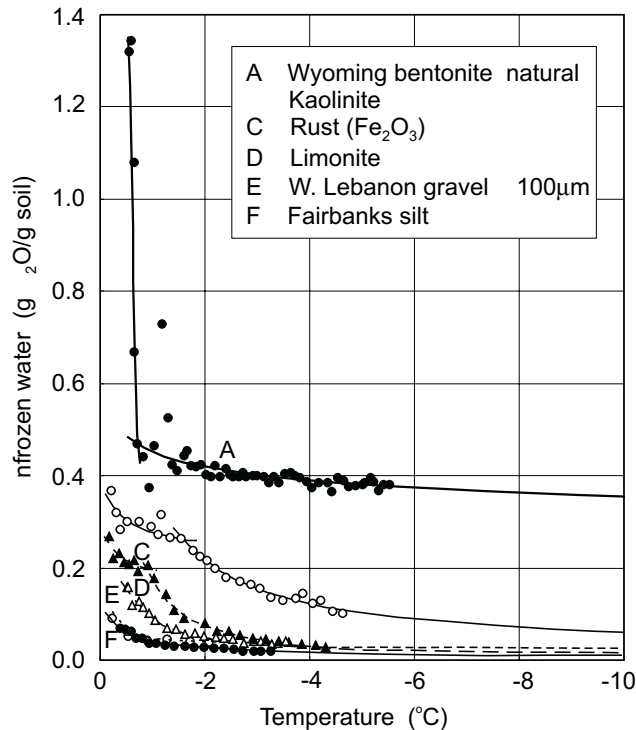 1.4
1.2
1.0
0.8
0.6
0.4
0.2
0.0
nfrozen water (g ₂O/g soil)
A Wyoming bentonite natural
Kaolinite
C Rust (Fe₂O₃)
D Limonite
E W. Lebanon gravel 100μm
F Fairbanks silt
A
C
D
E
F
0 -2 -4 -6 -8 -10
Temperature (°C)